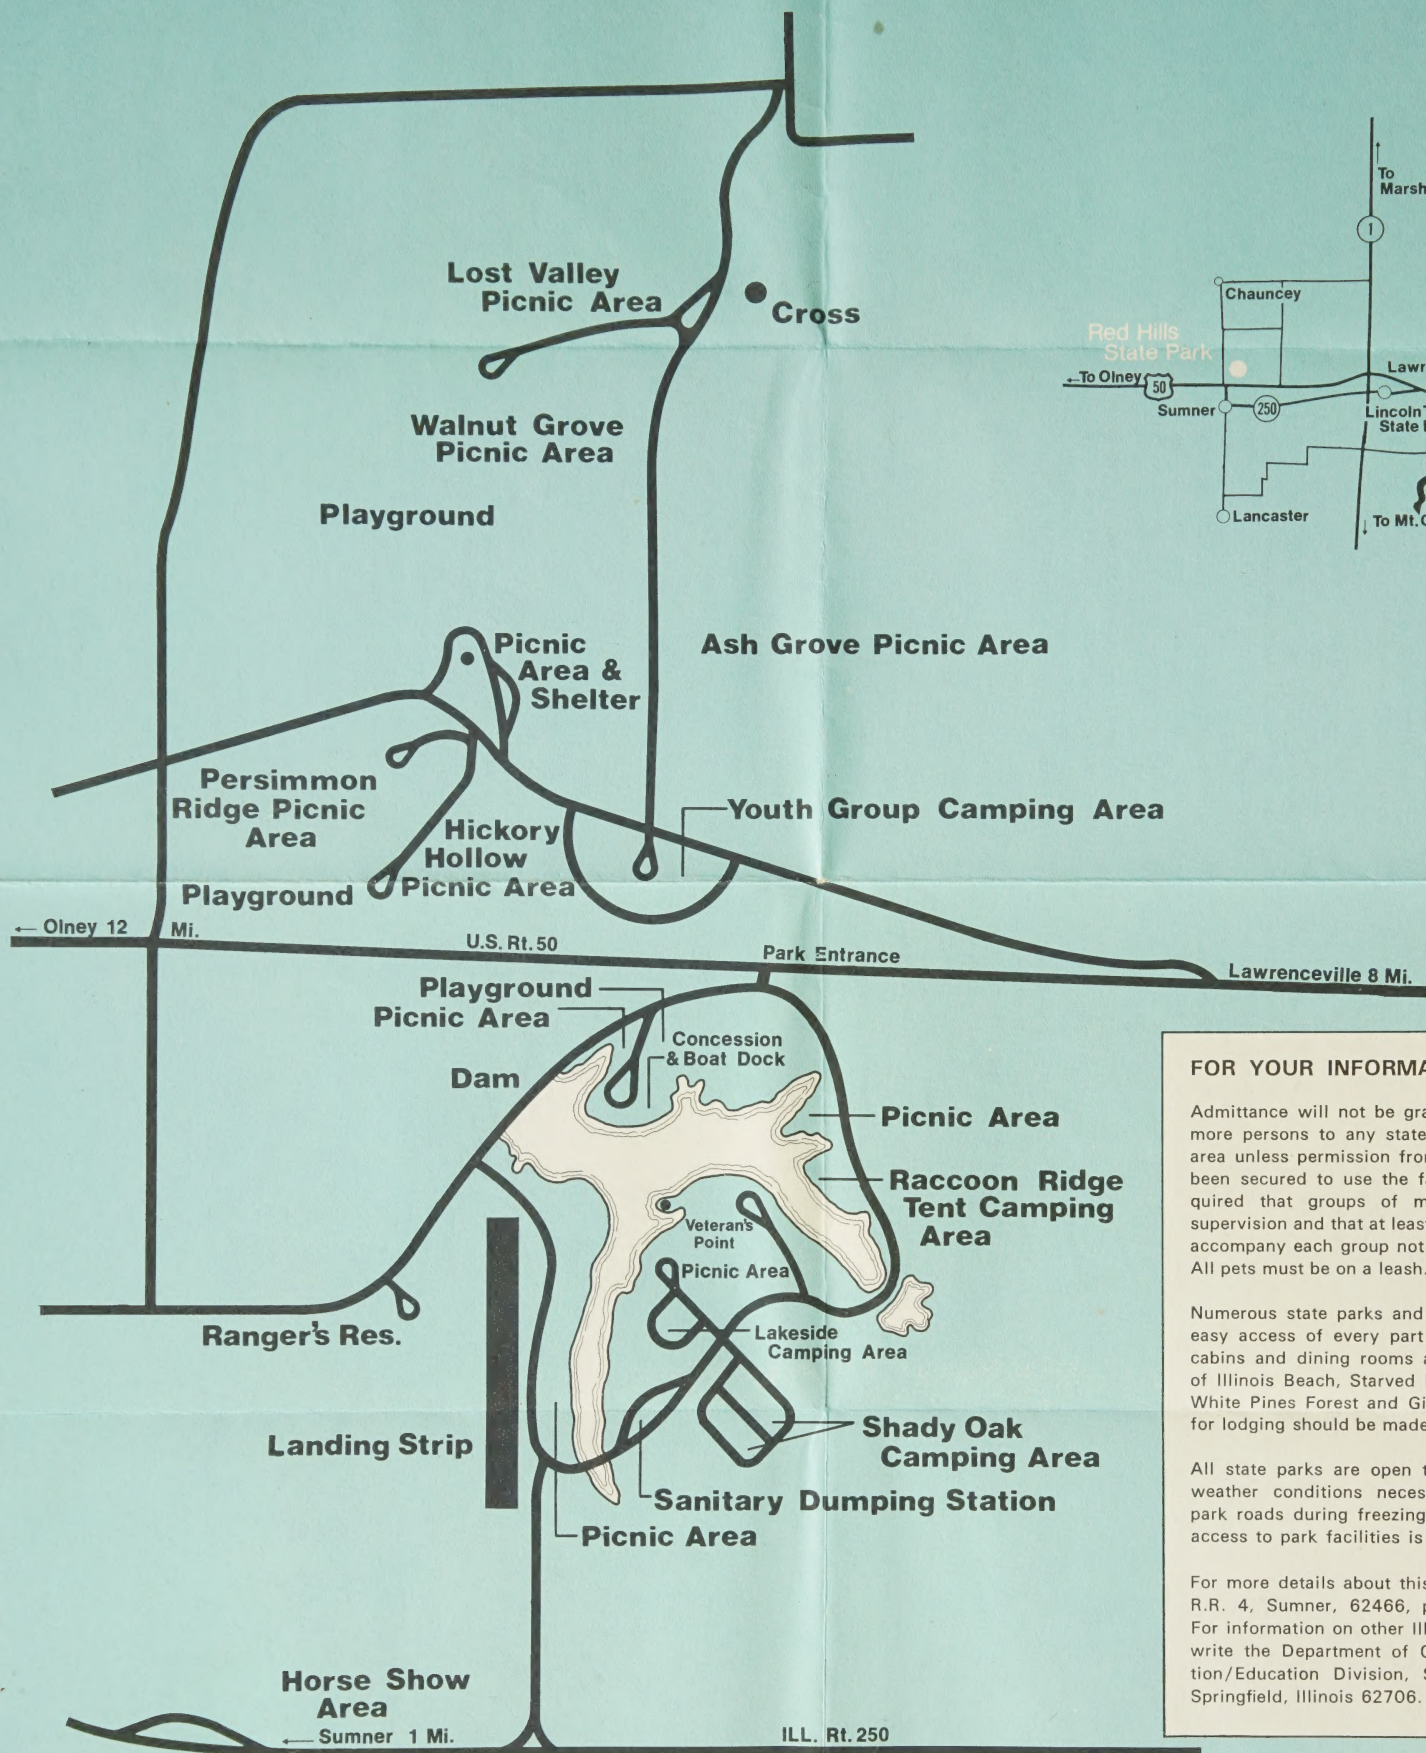 Lost Valley
Picnic Area
Cross
Walnut Grove
Picnic Area
Playground
Picnic
Area &
Shelter
Ash Grove Picnic Area
Persimmon
Ridge Picnic
Area
Hickory
Hollow
Picnic Area
Playground
Youth Group Camping Area
← Olney 12 Mi.
U.S. Rt. 50
Park Entrance
Lawrenceville 8 Mi.
Playground
Picnic Area
Concession
& Boat Dock
Dam
Picnic Area
Raccoon Ridge
Tent Camping
Area
Veteran's
Point
Picnic Area
Lakeside
Camping Area
Ranger's Res.
Landing Strip
Shady Oak
Camping Area
Sanitary Dumping Station
Picnic Area
Horse Show
Area
← Sumner 1 Mi.
ILL. Rt. 250
↑
To
Marsh
1
Chauncey
Red Hills
State Park
← To Olney
50
Lawr
Sumner
250
Lincoln T
State
Lancaster
↓ To Mt. C
FOR YOUR INFORMA
Admittance will not be gra
more persons to any state
area unless permission fron
been secured to use the fa
quired that groups of m
supervision and that at least
accompany each group not
All pets must be on a leash.
Numerous state parks and
easy access of every part
cabins and dining rooms a
of Illinois Beach, Starved
White Pines Forest and Gi
for lodging should be made
All state parks are open t
weather conditions neces
park roads during freezing
access to park facilities is
For more details about this
R.R. 4, Sumner, 62466, p
For information on other Ill
write the Department of C
tion/Education Division, S
Springfield, Illinois 62706.